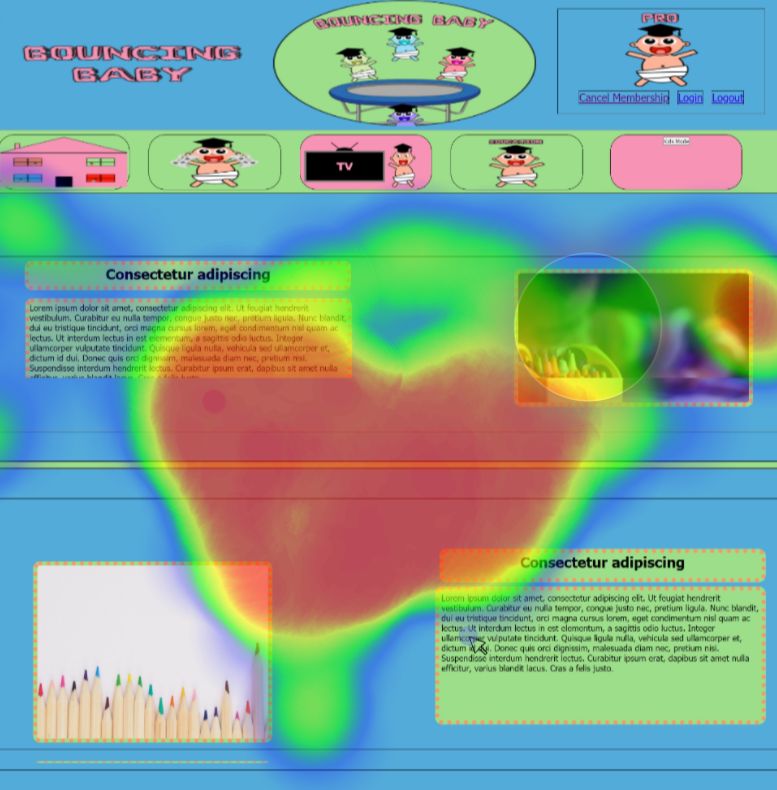 BOUNCING
BABY
BOUNCING BABY
PRO
Cancel Membership Login Logout
TV
Kids Mode
Consectetur adipiscing
Lorem ipsum dolor sit amet, consectetur adipiscing elit. Ut feugiat hendrerit
vestibulum. Curabitur eu nulla tempor, congue justo nec, pretium ligula. Nunc blandit,
dui eu tristique tincidunt, orci magna cursus lorem, eget condimentum nisl quam ac
lectus. Ut interdum lectus in est elementum, a sagittis odio luctus. Integer
ullamcorper vulputate tincidunt. Quisque ligula nulla, vehicula sed ullamcorper et,
dictum id dui. Donec quis orci dignissim, malesuada diam nec, pretium nisi.
Suspendisse interdum hendrerit lectus. Curabitur ipsum erat, dapibus sit amet nulla
efficitur, varius blandit lacus. Cras a felis justo.
Consectetur adipiscing
Lorem ipsum dolor sit amet, consectetur adipiscing elit. Ut feugiat hendrerit
vestibulum. Curabitur eu nulla tempor, congue justo nec, pretium ligula. Nunc blandit,
dui eu tristique tincidunt, orci magna cursus lorem, eget condimentum nisl quam ac
lectus. Ut interdum lectus in est elementum, a sagittis odio luctus. Integer
ullamcorper vulputate tincidunt. Quisque ligula nulla, vehicula sed ullamcorper et,
dictum id dui. Donec quis orci dignissim, malesuada diam nec, pretium nisi.
Suspendisse interdum hendrerit lectus. Curabitur ipsum erat, dapibus sit amet nulla
efficitur, varius blandit lacus. Cras a felis justo.